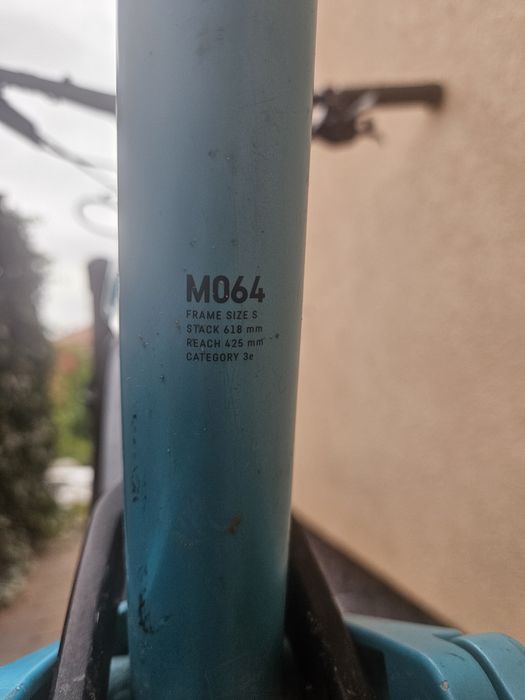 M064
FRAME SIZE S
STACK 618 mm
REACH 425 mm
CATEGORY 3e